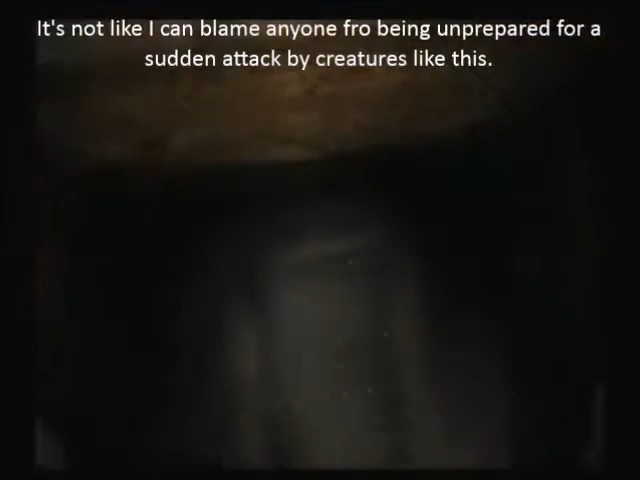 It's not like I can blame anyone fro being unprepared for a
sudden attack by creatures like this.